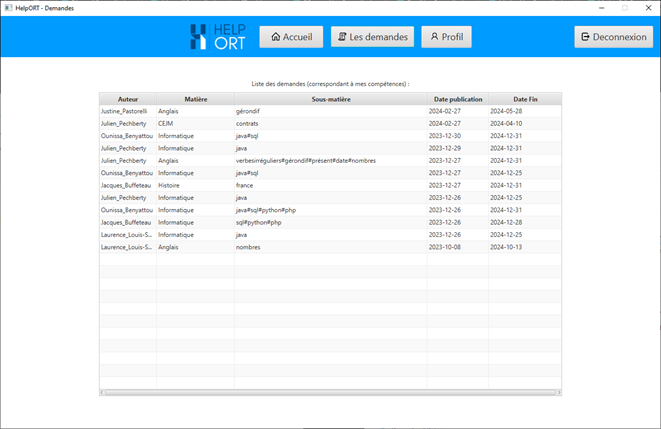 HelpORT - Demandes
HELP
ORT
Accueil
Les demandes
Profil
Deconnexion
Liste des demandes (correspondant à mes compétences) :
Auteur Matière Sous-matière Date publication Date Fin
Justine_Pastorelli Anglais gérondif 2024-02-27 2024-05-28
Julien_Pechberty CEJM contrats 2024-02-27 2024-04-10
Ounissa_Benyattou Informatique java#sql 2023-12-30 2024-12-31
Julien_Pechberty Informatique java 2023-12-29 2024-12-31
Julien_Pechberty Anglais verbesirréguliers#gérondif#présent#date#nombres 2023-12-27 2024-12-31
Ounissa_Benyattou Informatique java#sql 2023-12-27 2024-12-25
Jacques_Buffeteau Histoire france 2023-12-27 2024-12-31
Julien_Pechberty Informatique java 2023-12-26 2024-12-25
Ounissa_Benyattou Informatique java#sql#python#php 2023-12-26 2024-12-31
Jacques_Buffeteau Informatique sql#python#php 2023-12-26 2024-12-28
Laurence_Louis-S... Informatique java 2023-12-26 2024-12-25
Laurence_Louis-S... Anglais nombres 2023-10-08 2024-10-13